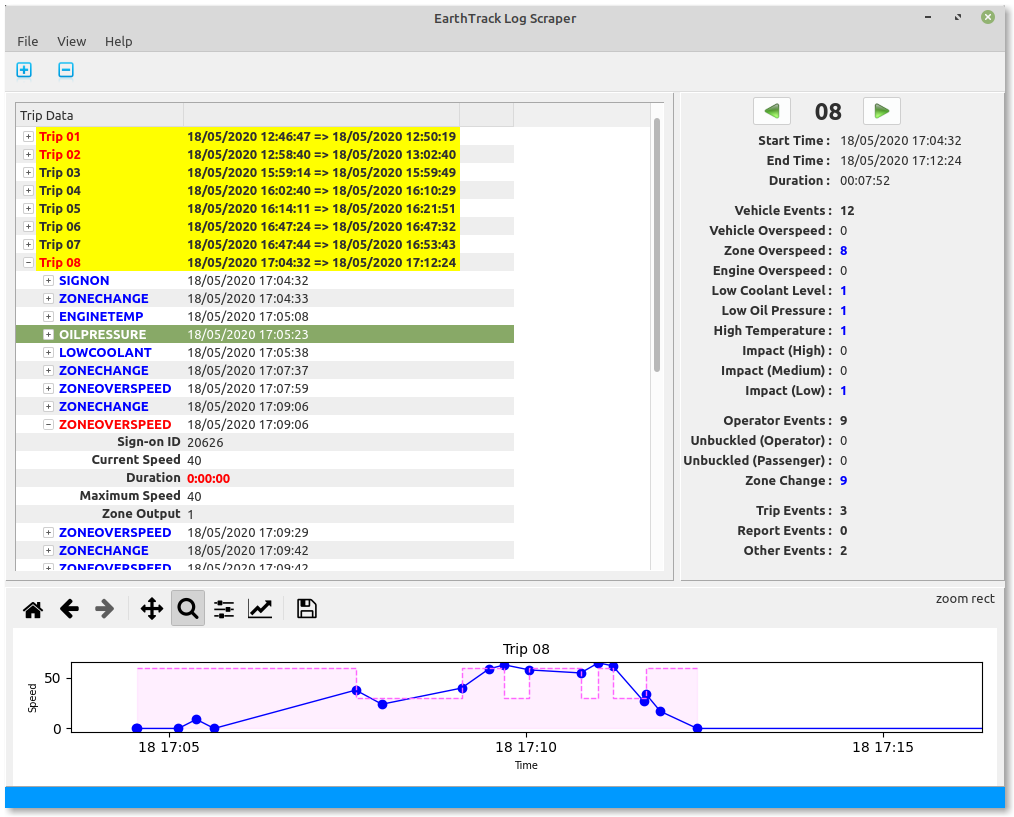 EarthTrack Log Scraper
File View Help
Trip Data
Trip 01 18/05/2020 12:46:47 => 18/05/2020 12:50:19
Trip 02 18/05/2020 12:58:40 => 18/05/2020 13:02:40
Trip 03 18/05/2020 15:59:14 => 18/05/2020 15:59:49
Trip 04 18/05/2020 16:02:40 => 18/05/2020 16:10:29
Trip 05 18/05/2020 16:14:11 => 18/05/2020 16:21:51
Trip 06 18/05/2020 16:47:24 => 18/05/2020 16:47:32
Trip 07 18/05/2020 16:47:44 => 18/05/2020 16:53:43
Trip 08 18/05/2020 17:04:32 => 18/05/2020 17:12:24
SIGNON 18/05/2020 17:04:32
ZONECHANGE 18/05/2020 17:04:33
ENGINETEMP 18/05/2020 17:05:08
OILPRESSURE 18/05/2020 17:05:23
LOWCOOLANT 18/05/2020 17:05:38
ZONECHANGE 18/05/2020 17:07:37
ZONEOVERSPEED 18/05/2020 17:07:59
ZONECHANGE 18/05/2020 17:09:06
ZONEOVERSPEED 18/05/2020 17:09:06
Sign-on ID 20626
Current Speed 40
Duration 0:00:00
Maximum Speed 40
Zone Output 1
ZONEOVERSPEED 18/05/2020 17:09:29
ZONECHANGE 18/05/2020 17:09:42
ZONEOVERSPEED 18/05/2020 17:09:42
08
Start Time : 18/05/2020 17:04:32
End Time : 18/05/2020 17:12:24
Duration : 00:07:52
Vehicle Events : 12
Vehicle Overspeed : 0
Zone Overspeed : 8
Engine Overspeed : 0
Low Coolant Level : 1
Low Oil Pressure : 1
High Temperature : 1
Impact (High) : 0
Impact (Medium) : 0
Impact (Low) : 1
Operator Events : 9
Unbuckled (Operator) : 0
Unbuckled (Passenger) : 0
Zone Change : 9
Trip Events : 3
Report Events : 0
Other Events : 2
zoom rect
Trip 08
50
0
Speed
18 17:05 18 17:10 18 17:15
Time